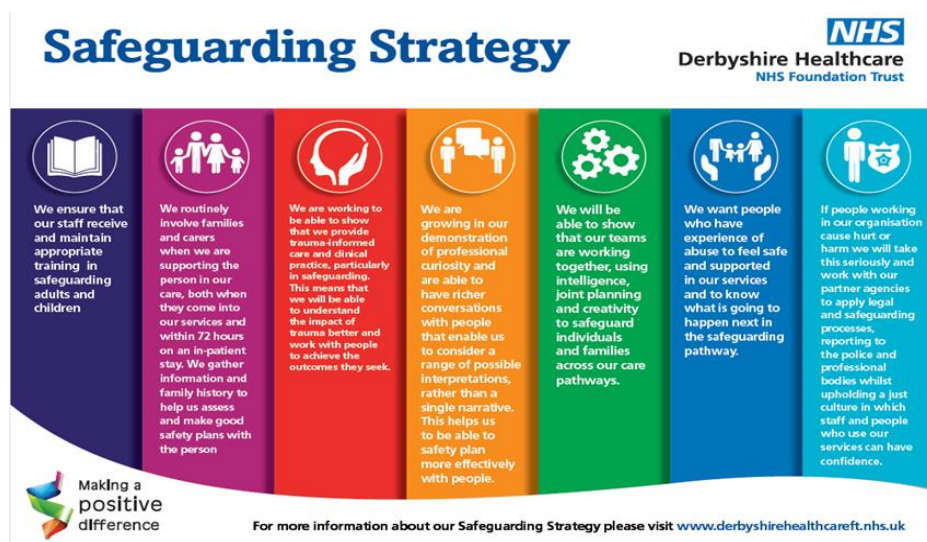 Safeguarding Strategy
NHS
Derbyshire Healthcare
NHS Foundation Trust
We ensure that
our staff receive
and maintain
appropriate
training in
safeguarding
adults and
children
We routinely
involve families
and carers
when we are
supporting the
person in our
care, both when
they come into
our services and
within 72 hours
on an in-patient
stay. We gather
information and
family history to
help us assess
and make good
safety plans with
the person
We are working to
be able to show
that we provide
trauma-informed
care and clinical
practice, particularly
in safeguarding.
This means that
we will be able
to understand
the impact of
trauma better and
work with people
to achieve the
outcomes they seek.
We are
growing in our
demonstration
of professional
curiosity and
are able to
have richer
conversations
with people
that enable us
to consider a
range of possible
interpretations,
rather than a
single narrative.
This helps us
to be able to
safety plan
more effectively
with people.
We will be
able to show
that our teams
are working
together, using
intelligence,
joint planning
and creativity
to safeguard
individuals
and families
across our care
pathways.
We want people
who have
experience of
abuse to feel safe
and supported
in our services
and to know
what is going to
happen next in
the safeguarding
pathway.
If people working
in our organisation
cause hurt or
harm we will take
this seriously and
work with our
partner agencies
to apply legal
and safeguarding
processes,
reporting to
the police and
professional
bodies whilst
upholding a just
culture in which
staff and people
who use our
services can have
confidence.
Making a
positive
difference
For more information about our Safeguarding Strategy please visit www.derbyshirehealthcareft.nhs.uk